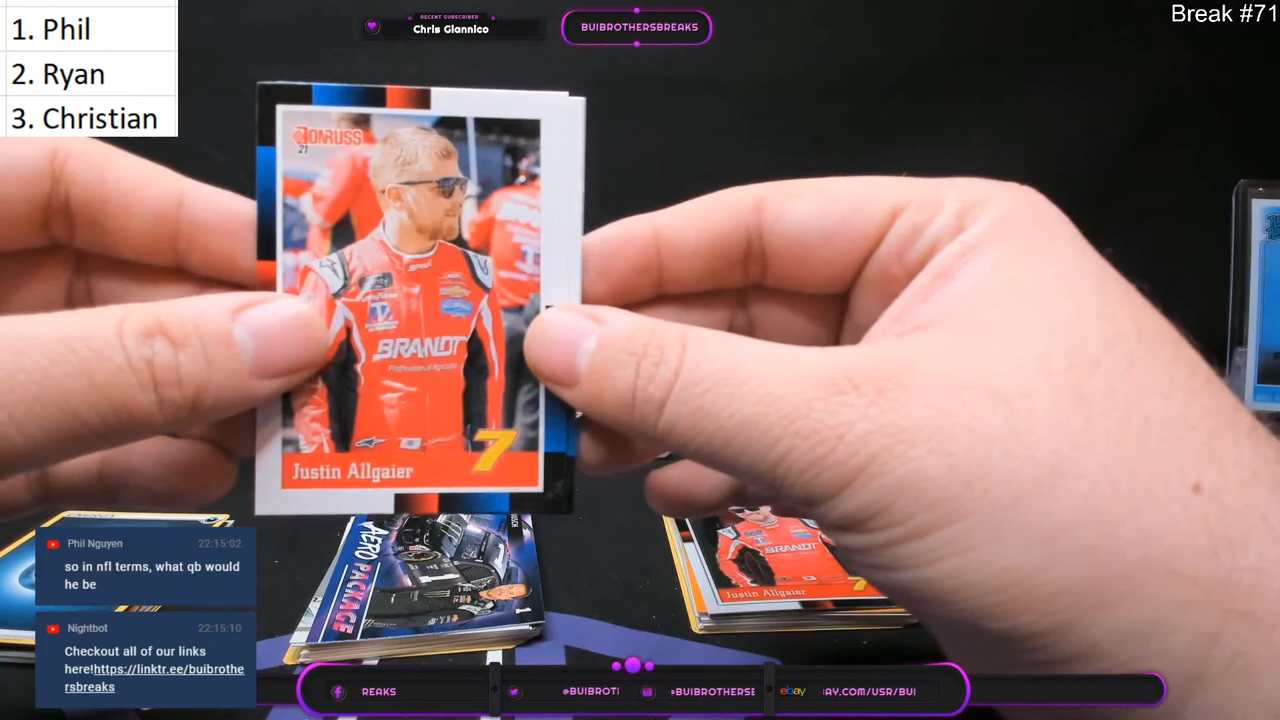 1. Phil
2. Ryan
3. Christian
RECENT SUBSCRIBER
Chris Giannico
BUIBROTHERSBREAKS
Break #71
DONRUSS
21
BRANDT
Professional Agriculture
7
Justin Allgaier
AERO PACKAGE
1
BRANDT
Justin Allgaier
Phil Nguyen
22:15:02
so in nfl terms, what qb would
he be
Nightbot
22:15:10
Checkout all of our links
here!https://linktr.ee/buibrothe
rsbreaks
REAKS
@BUIBROTI
@BUIBROTHERSE
ebay
:AY.COM/USR/BUI